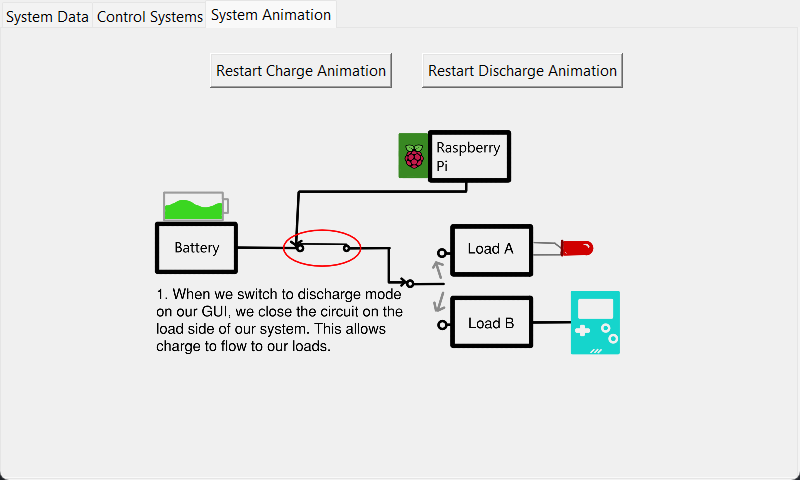 System Data
Control Systems
System Animation
Restart Charge Animation
Restart Discharge Animation
Raspberry
Pi
Battery
Load A
1. When we switch to discharge mode
on our GUI, we close the circuit on the
load side of our system. This allows
charge to flow to our loads.
Load B